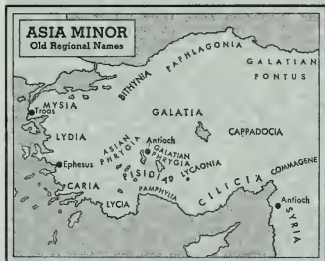 ASIA MINOR
Old Regional Names
BITHYNIA
PAPHLAGONIA
GALATIAN
PONTUS
MYSIA
Troas
GALATIA
LYDIA
CAPPADOCIA
ASIAN
PHRYGIA
Antioch
GALATIAN
PHRYGIA
Ephesus
PISIDIA
LYCAONIA
COMMAGENE
CARIA
PAMPHYLIA
CILICIA
LYCIA
Antioch
SYRIA